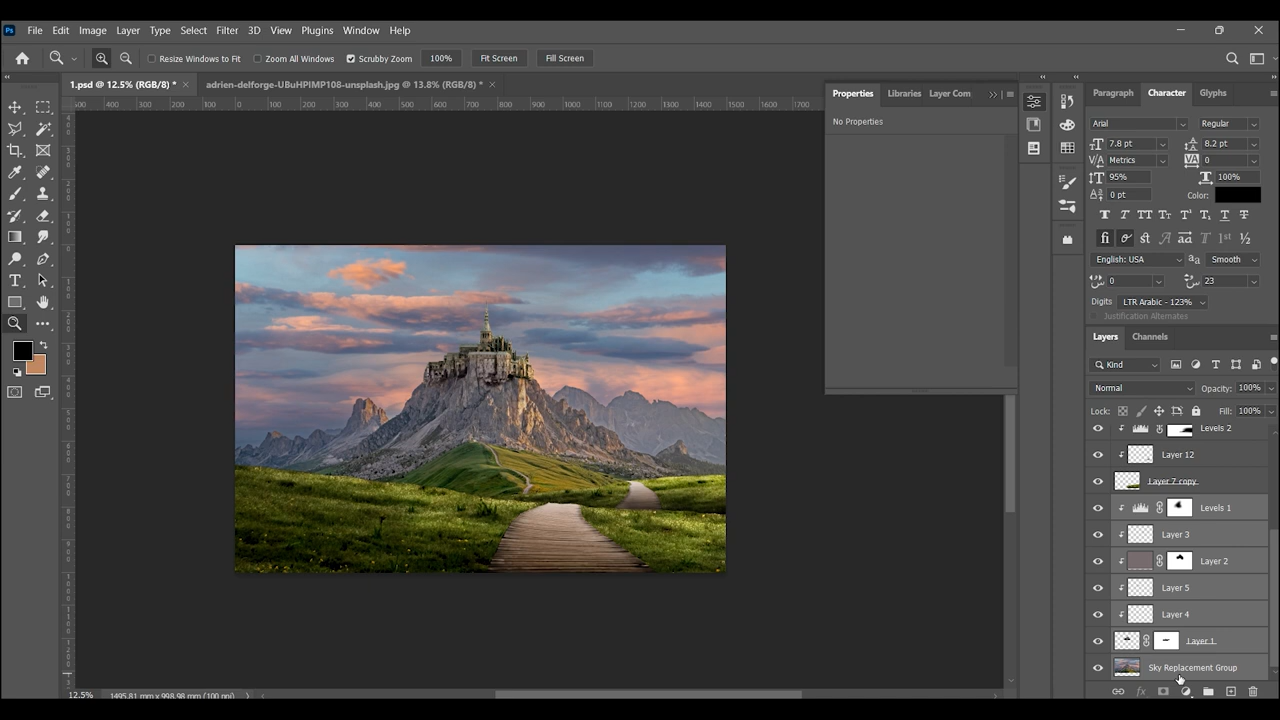 Ps File Edit Image Layer Type Select Filter 3D View Plugins Window Help
Resize Windows to Fit Zoom All Windows Scrubby Zoom 100% Fit Screen Fill Screen
1.psd @ 12.5% (RGB/8) * adrien-delforge-UBuHPIMP108-unsplash.jpg @ 13.8% (RGB/8) *
Properties Libraries Layer Com
No Properties
Paragraph Character Glyphs
Arial Regular
7.8 pt 8.2 pt
Metrics 0
95% 100%
0 pt Color:
English: USA Smooth
0 23
Digits LTR Arabic - 123%
Justification Alternates
Layers Channels
Kind
Normal Opacity: 100%
Lock: Fill: 100%
Levels 2
Layer 12
Layer 7 copy
Levels 1
Layer 3
Layer 2
Layer 5
Layer 4
Layer 1
Sky Replacement Group
12.5% 1495.81 mm x 998.98 mm (100 ppi)